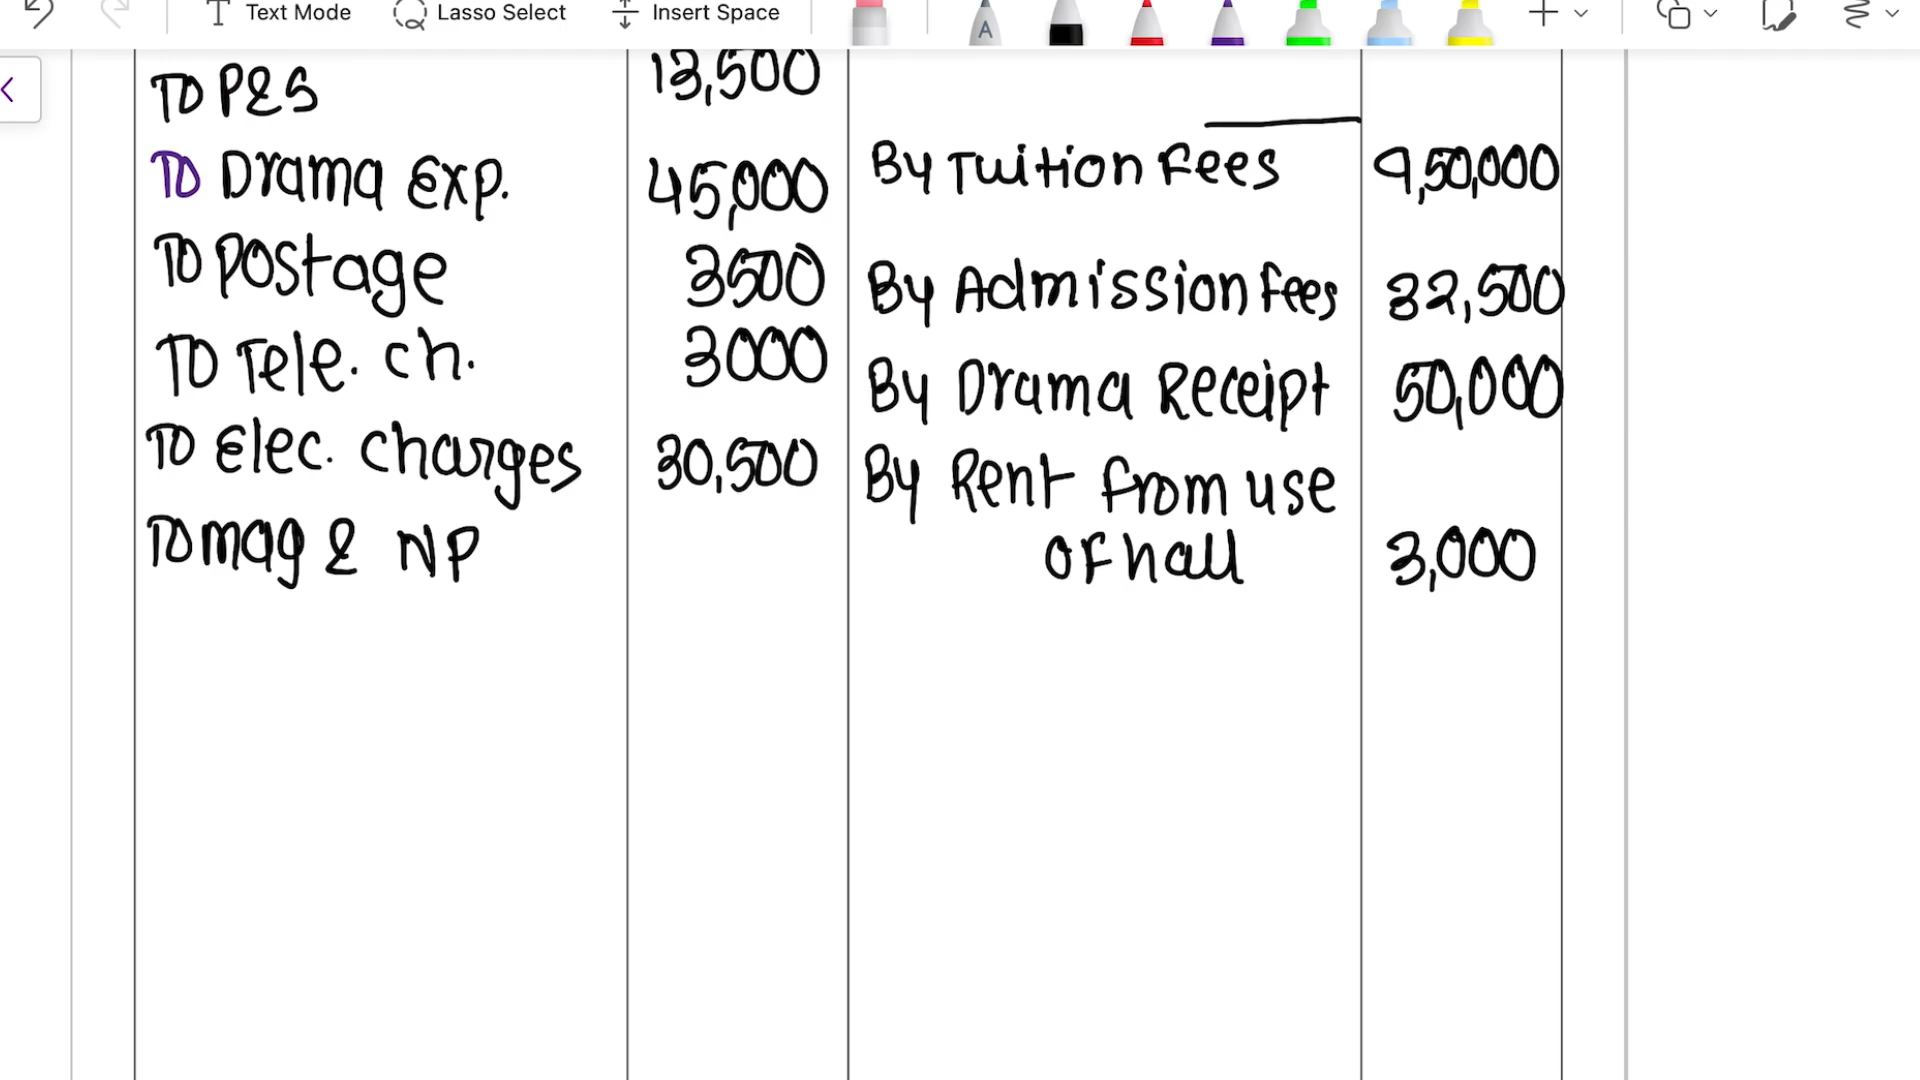 Text Mode Lasso Select Insert Space
To P&S 13,500
To Drama Exp. 45,000 By Tuition Fees 9,50,000
To Postage 3500 By Admission Fees 32,500
To Tele. ch. 3000 By Drama Receipt 50,000
To Elec. charges 30,500 By Rent from use
To mag & NP of hall 3,000